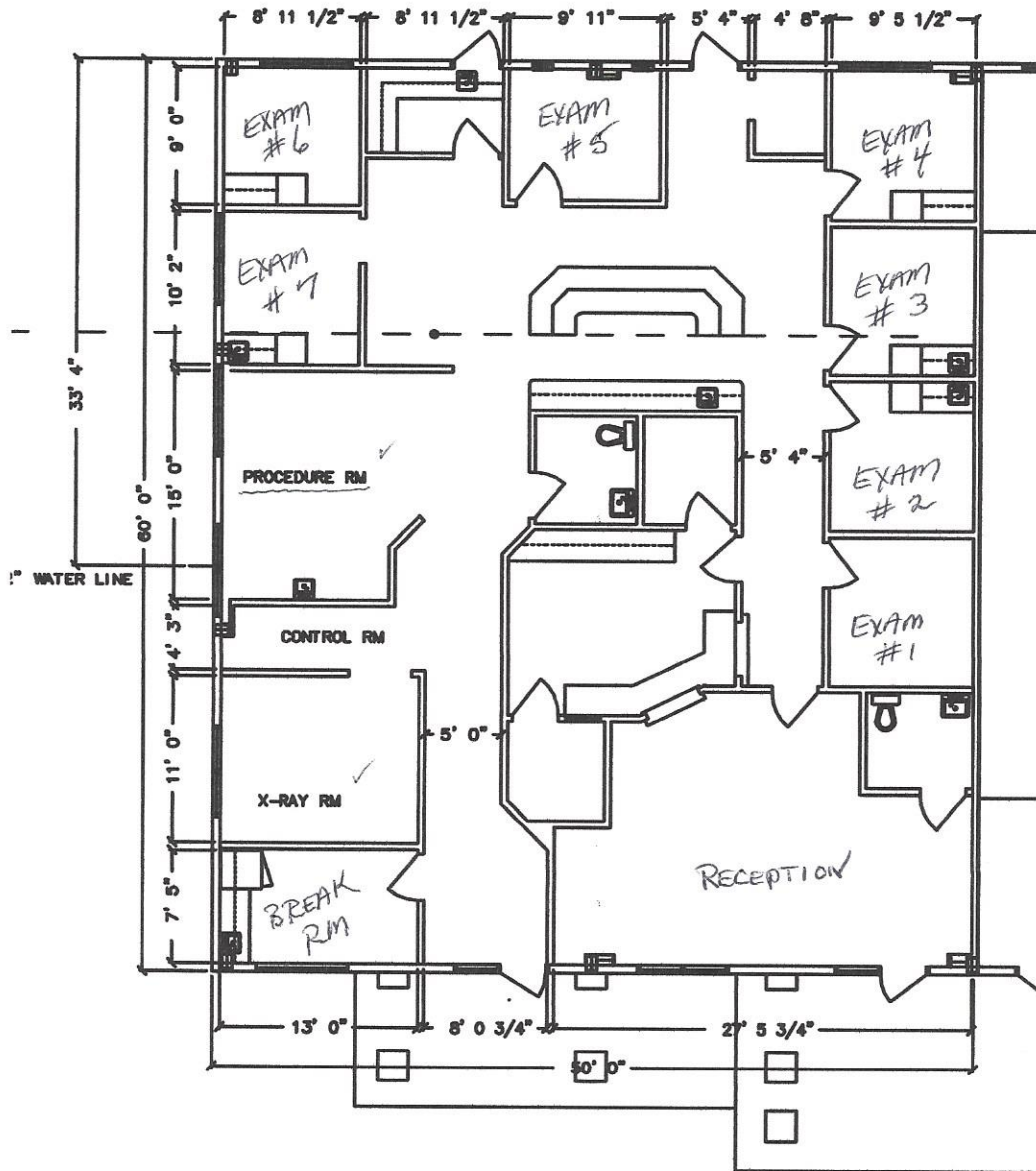 8' 11 1/2" 8' 11 1/2" 9' 11" 5' 4" 4' 8" 9' 5 1/2"
9' 0"
EXAM
# 6
EXAM
# 5
EXAM
# 4
10' 2"
EXAM
# 7
EXAM
# 3
33' 4"
60' 0"
15' 0"
PROCEDURE RM
5' 4"
EXAM
# 2
" WATER LINE
4' 3"
CONTROL RM
EXAM
#1
11' 0"
5' 0"
X-RAY RM
7' 5"
BREAK
RM
RECEPTION
13' 0" 8' 0 3/4" 27' 5 3/4"
50' 0"